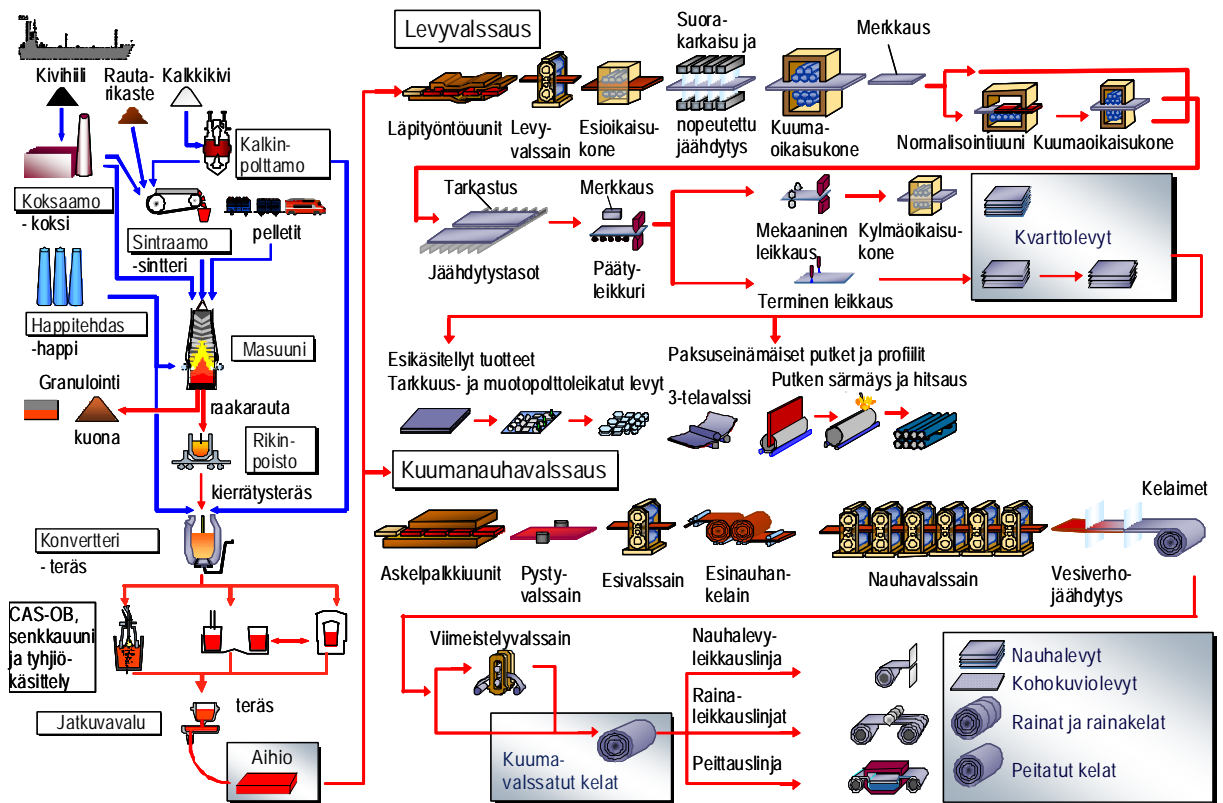 Kivihiili
Rauta-
rikaste
Kalkkikivi
Kalkin-
polttamo
Koksaamo
- koksi
Sintraamo
-sintteri
pelletit
Happitehdas
-happi
Masuuni
Granulointi
kuona
raakarauta
Rikin-
poisto
kierrätysteräs
Konvertteri
- teräs
CAS-OB,
senkkauuni
ja tyhjiö-
käsittely
Jatkuvavalu
teräs
Aihio
Levyvalssaus
Läpityöntöuunit
Levy-
valssain
Esioikaisu-
kone
Suora-
karkaisu ja
nopeutettu
jäähdytys
Kuuma-
oikaisukone
Merkkaus
Normalisointiuuni
Kuumaoikaisukone
Tarkastus
Jäähdytystasot
Merkkaus
Pääty-
leikkuri
Mekaaninen
leikkaus
Kylmäoikaisu-
kone
Terminen leikkaus
Kvarttolevyt
Esikäsitellyt tuotteet
Tarkkuus- ja muotopolttoleikatut levyt
Paksuseinämäiset putket ja profiilit
Putken särmäys ja hitsaus
3-telavalssi
Kuumanauhavalssaus
Askelpalkkiuunit
Pysty-
valssain
Esivalssain
Esinauhan-
kelain
Nauhavalssain
Vesiverho-
jäähdytys
Kelaimet
Viimeistelyvalssain
Kuuma-
valssatut kelat
Nauhalevy-
leikkauslinja
Raina-
leikkauslinjat
Peittauslinja
Nauhalevyt
Kohokuviolevyt
Rainat ja rainakelat
Peitatut kelat